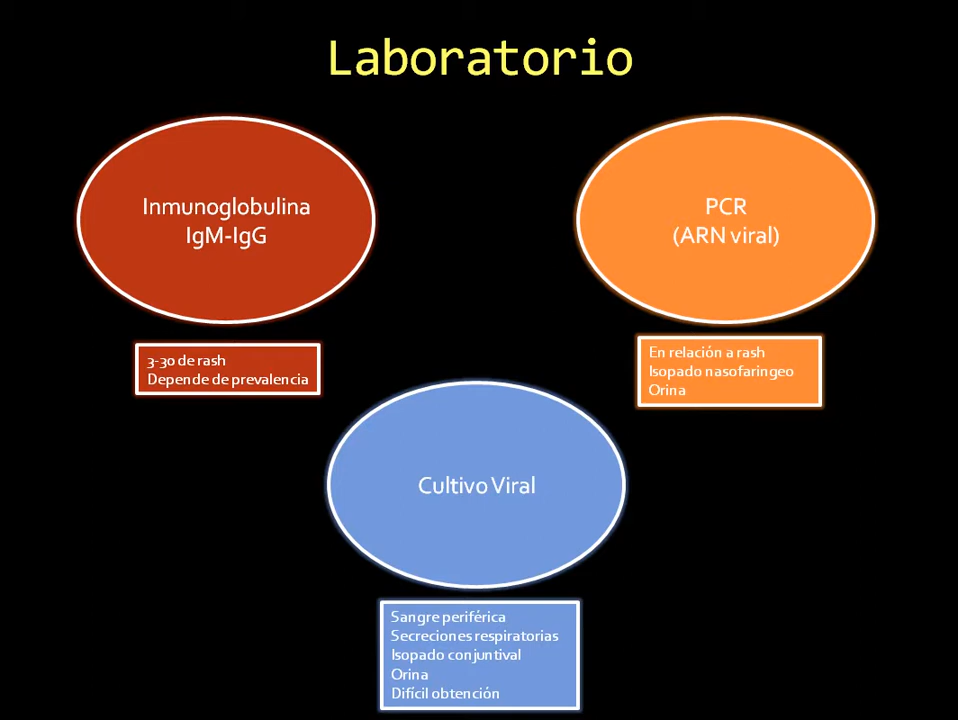 Laboratorio
Inmunoglobulina
IgM-IgG
3-30 de rash
Depende de prevalencia
PCR
(ARN viral)
En relación a rash
Isopado nasofaringeo
Orina
Cultivo Viral
Sangre periférica
Secreciones respiratorias
Isopado conjuntival
Orina
Difícil obtención